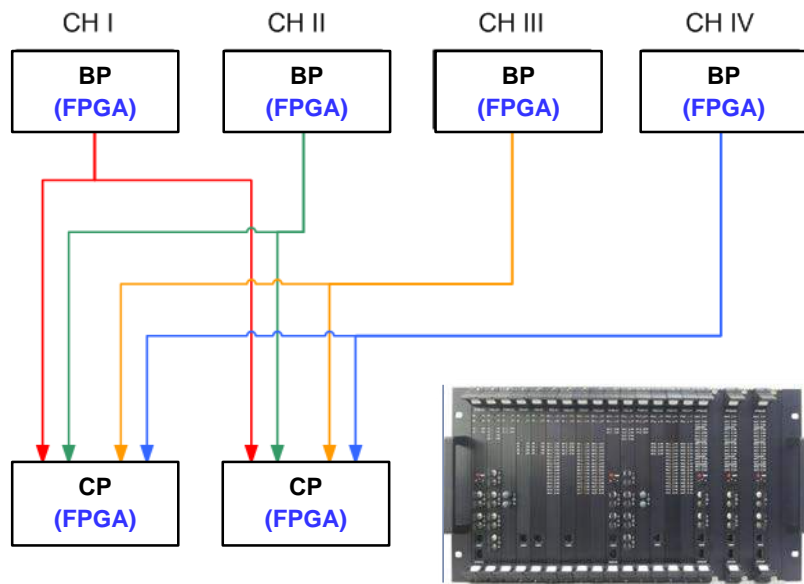 CH I
CH II
CH III
CH IV
BP
(FPGA)
BP
(FPGA)
BP
(FPGA)
BP
(FPGA)
CP
(FPGA)
CP
(FPGA)